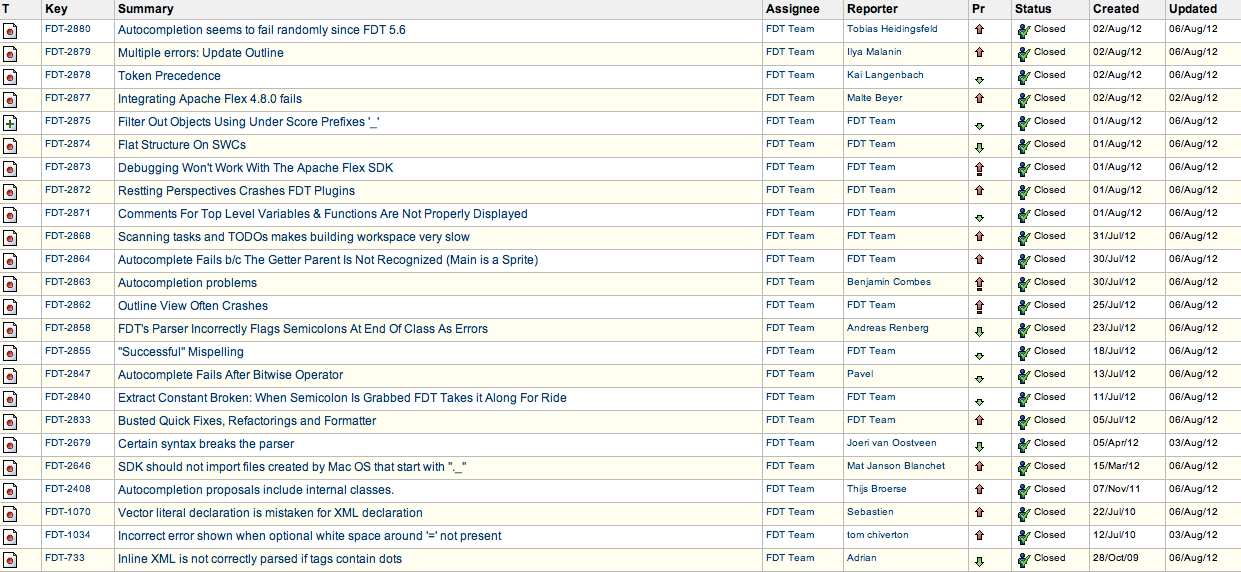 T Key Summary Assignee Reporter Pr Status Created Updated
FDT-2880 Autocompletion seems to fail randomly since FDT 5.6 FDT Team Tobias Heidingsfeld Closed 02/Aug/12 06/Aug/12
FDT-2879 Multiple errors: Update Outline FDT Team Ilya Malanin Closed 02/Aug/12 06/Aug/12
FDT-2878 Token Precedence FDT Team Kai Langenbach Closed 02/Aug/12 06/Aug/12
FDT-2877 Integrating Apache Flex 4.8.0 fails FDT Team Malte Beyer Closed 02/Aug/12 02/Aug/12
FDT-2875 Filter Out Objects Using Under Score Prefixes '_' FDT Team FDT Team Closed 01/Aug/12 06/Aug/12
FDT-2874 Flat Structure On SWCs FDT Team FDT Team Closed 01/Aug/12 06/Aug/12
FDT-2873 Debugging Won't Work With The Apache Flex SDK FDT Team FDT Team Closed 01/Aug/12 06/Aug/12
FDT-2872 Restting Perspectives Crashes FDT Plugins FDT Team FDT Team Closed 01/Aug/12 06/Aug/12
FDT-2871 Comments For Top Level Variables & Functions Are Not Properly Displayed FDT Team FDT Team Closed 01/Aug/12 06/Aug/12
FDT-2868 Scanning tasks and TODOs makes building workspace very slow FDT Team FDT Team Closed 31/Jul/12 06/Aug/12
FDT-2864 Autocomplete Fails b/c The Getter Parent Is Not Recognized (Main is a Sprite) FDT Team FDT Team Closed 30/Jul/12 06/Aug/12
FDT-2863 Autocompletion problems FDT Team Benjamin Combes Closed 30/Jul/12 06/Aug/12
FDT-2862 Outline View Often Crashes FDT Team FDT Team Closed 25/Jul/12 06/Aug/12
FDT-2858 FDT's Parser Incorrectly Flags Semicolons At End Of Class As Errors FDT Team Andreas Renberg Closed 23/Jul/12 06/Aug/12
FDT-2855 "Successful" Mispelling FDT Team FDT Team Closed 18/Jul/12 06/Aug/12
FDT-2847 Autocomplete Fails After Bitwise Operator FDT Team Pavel Closed 13/Jul/12 06/Aug/12
FDT-2840 Extract Constant Broken: When Semicolon Is Grabbed FDT Takes it Along For Ride FDT Team FDT Team Closed 11/Jul/12 06/Aug/12
FDT-2833 Busted Quick Fixes, Refactorings and Formatter FDT Team FDT Team Closed 05/Jul/12 06/Aug/12
FDT-2679 Certain syntax breaks the parser FDT Team Joeri van Oostveen Closed 05/Apr/12 03/Aug/12
FDT-2646 SDK should not import files created by Mac OS that start with "._" FDT Team Mat Janson Blanchet Closed 15/Mar/12 06/Aug/12
FDT-2408 Autocompletion proposals include internal classes. FDT Team Thijs Broerse Closed 07/Nov/11 06/Aug/12
FDT-1070 Vector literal declaration is mistaken for XML declaration FDT Team Sebastien Closed 22/Jul/10 06/Aug/12
FDT-1034 Incorrect error shown when optional white space around '=' not present FDT Team tom chiverton Closed 12/Jul/10 03/Aug/12
FDT-733 Inline XML is not correctly parsed if tags contain dots FDT Team Adrian Closed 28/Oct/09 06/Aug/12